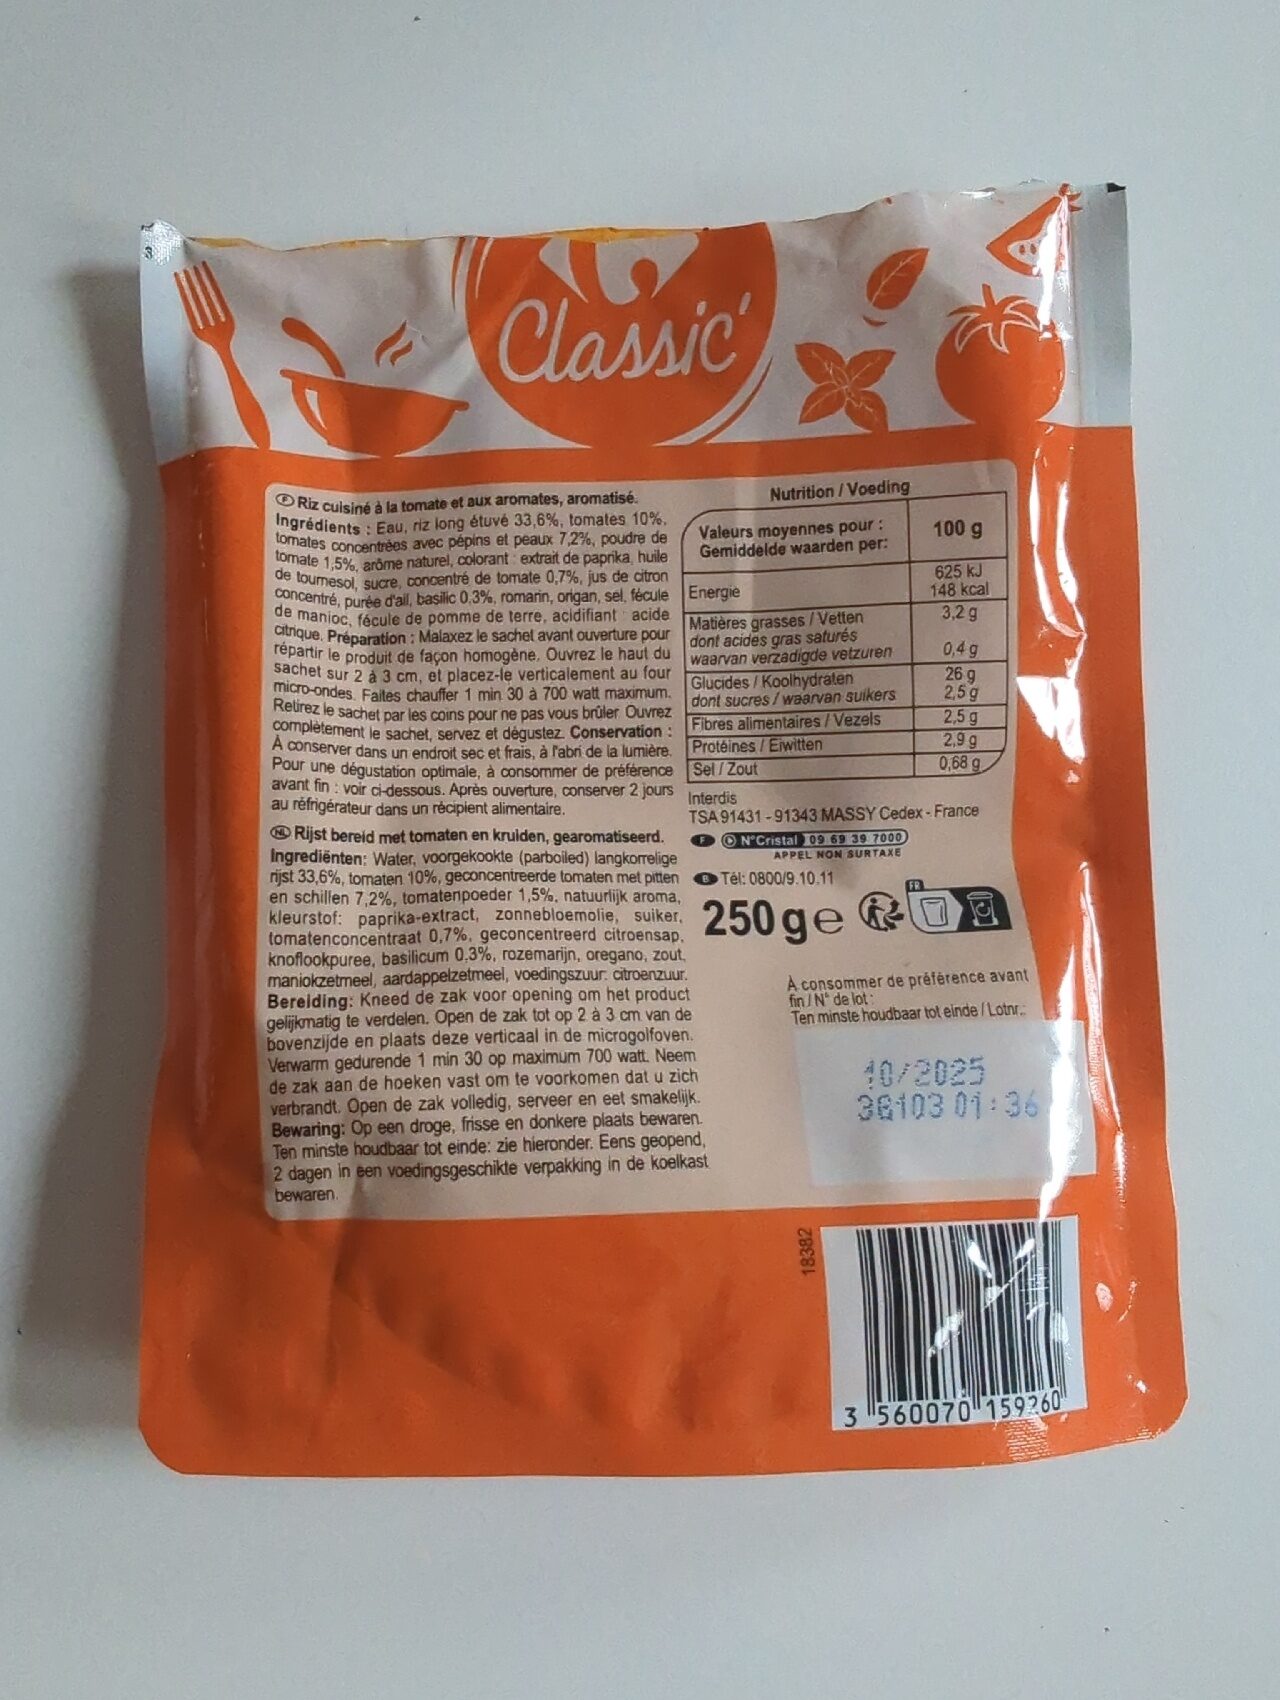 Classic'
F Riz cuisiné à la tomate et aux aromates, aromatisé.
Ingrédients : Eau, riz long étuvé 33,6%, tomates 10%,
tomates concentrées avec pépins et peaux 7,2%, poudre de
tomate 1,5%, arôme naturel, colorant : extrait de paprika, huile
de tournesol, sucre, concentré de tomate 0,7%, jus de citron
concentré, purée d'ail, basilic 0,3%, romarin, origan, sel, fécule
de manioc, fécule de pomme de terre, acidifiant : acide
citrique. Préparation : Malaxez le sachet avant ouverture pour
répartir le produit de façon homogène. Ouvrez le haut du
sachet sur 2 à 3 cm, et placez-le verticalement au four
micro-ondes. Faites chauffer 1 min 30 à 700 watt maximum.
Retirez le sachet par les coins pour ne pas vous brûler. Ouvrez
complètement le sachet, servez et dégustez. Conservation :
À conserver dans un endroit sec et frais, à l'abri de la lumière.
Pour une dégustation optimale, à consommer de préférence
avant fin : voir ci-dessous. Après ouverture, conserver 2 jours
au réfrigérateur dans un récipient alimentaire.
NL Rijst bereid met tomaten en kruiden, gearomatiseerd.
Ingrediënten: Water, voorgekookte (parboiled) langkorrelige
rijst 33,6%, tomaten 10%, geconcentreerde tomaten met pitten
en schillen 7,2%, tomatenpoeder 1,5%, natuurlijk aroma,
kleurstof: paprika-extract, zonnebloemolie, suiker,
tomatenconcentraat 0,7%, geconcentreerd citroensap,
knoflookpuree, basilicum 0,3%, rozemarijn, oregano, zout,
maniokzetmeel, aardappelzetmeel, voedingszuur: citroenzuur.
Bereiding: Kneed de zak voor opening om het product
gelijkmatig te verdelen. Open de zak tot op 2 à 3 cm van de
bovenzijde en plaats deze verticaal in de microgolfoven.
Verwarm gedurende 1 min 30 op maximum 700 watt. Neem
de zak aan de hoeken vast om te voorkomen dat u zich
verbrandt. Open de zak volledig, serveer en eet smakelijk.
Bewaring: Op een droge, frisse en donkere plaats bewaren.
Ten minste houdbaar tot einde: zie hieronder. Eens geopend,
2 dagen in een voedingsgeschikte verpakking in de koelkast
bewaren.
Nutrition / Voeding
Valeurs moyennes pour : 100 g
Gemiddelde waarden per:
Energie 625 kJ
148 kcal
Matières grasses / Vetten 3,2 g
dont acides gras saturés
waarvan verzadigde vetzuren 0,4 g
Glucides / Koolhydraten 26 g
dont sucres / waarvan suikers 2,5 g
Fibres alimentaires / Vezels 2,5 g
Protéines / Eiwitten 2,9 g
Sel / Zout 0,68 g
Interdis
TSA 91431 - 91343 MASSY Cedex - France
F N°Cristal 09 69 39 7000
APPEL NON SURTAXÉ
B Tél: 0800/9.10.11
250 g e FR
À consommer de préférence avant
fin / N° de lot :
Ten minste houdbaar tot einde / Lotnr.:
10/2025
36103 01:36
18382
3 560070 159260